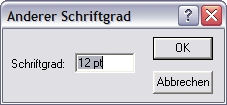 Anderer Schriftgrad
OK
Schriftgrad: 12 pt
Abbrechen